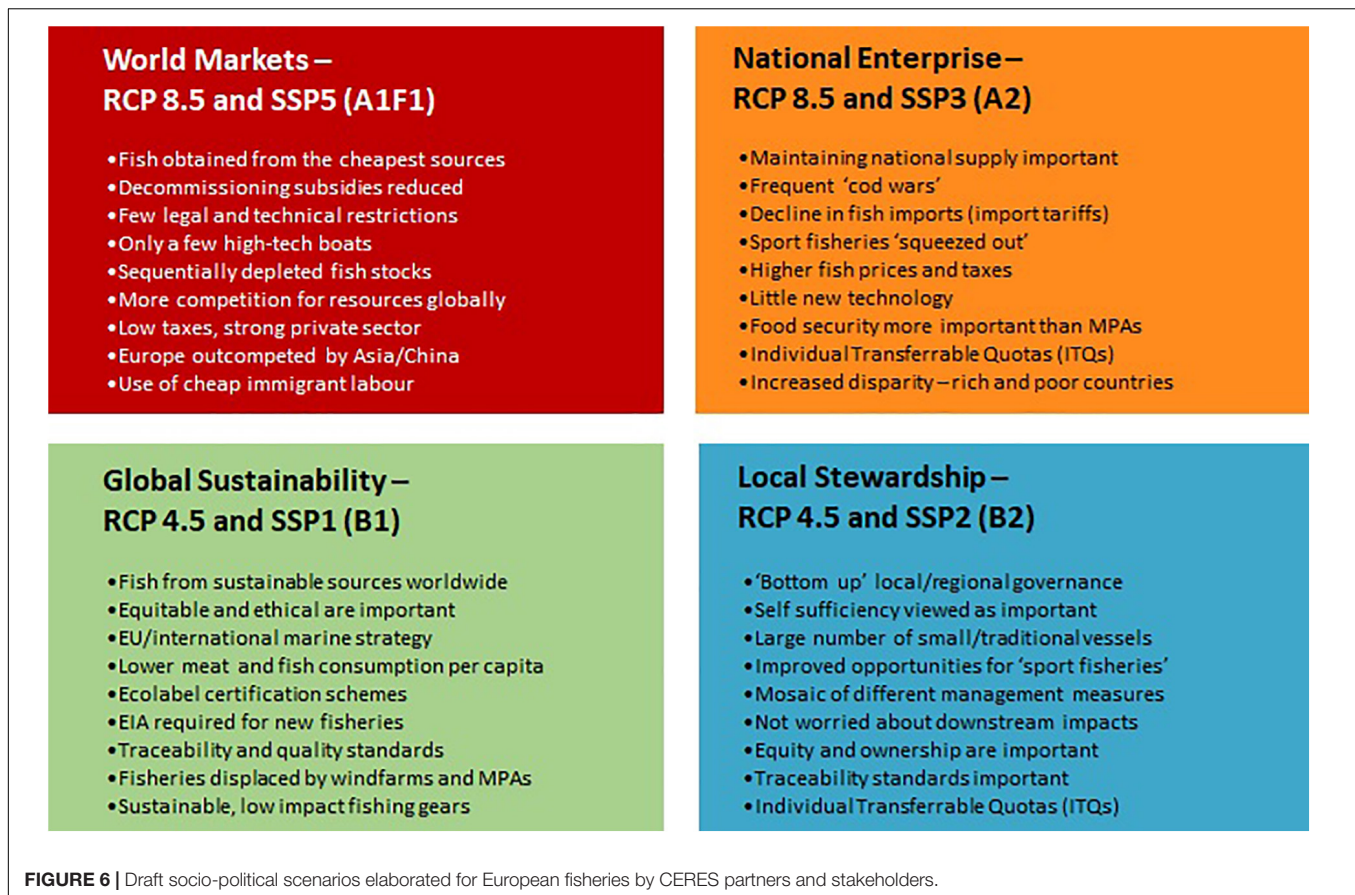 World Markets –
RCP 8.5 and SSP5 (A1F1)
•Fish obtained from the cheapest sources
•Decommissioning subsidies reduced
•Few legal and technical restrictions
•Only a few high-tech boats
•Sequentially depleted fish stocks
•More competition for resources globally
•Low taxes, strong private sector
•Europe outcompeted by Asia/China
•Use of cheap immigrant labour
National Enterprise –
RCP 8.5 and SSP3 (A2)
•Maintaining national supply important
•Frequent ‘cod wars’
•Decline in fish imports (import tariffs)
•Sport fisheries ‘squeezed out’
•Higher fish prices and taxes
•Little new technology
•Food security more important than MPAs
•Individual Transferrable Quotas (ITQs)
•Increased disparity – rich and poor countries
Global Sustainability –
RCP 4.5 and SSP1 (B1)
•Fish from sustainable sources worldwide
•Equitable and ethical are important
•EU/international marine strategy
•Lower meat and fish consumption per capita
•Ecolabel certification schemes
•EIA required for new fisheries
•Traceability and quality standards
•Fisheries displaced by windfarms and MPAs
•Sustainable, low impact fishing gears
Local Stewardship –
RCP 4.5 and SSP2 (B2)
•‘Bottom up’ local/regional governance
•Self sufficiency viewed as important
•Large number of small/traditional vessels
•Improved opportunities for ‘sport fisheries’
•Mosaic of different management measures
•Not worried about downstream impacts
•Equity and ownership are important
•Traceability standards important
•Individual Transferrable Quotas (ITQs)
FIGURE 6 | Draft socio-political scenarios elaborated for European fisheries by CERES partners and stakeholders.